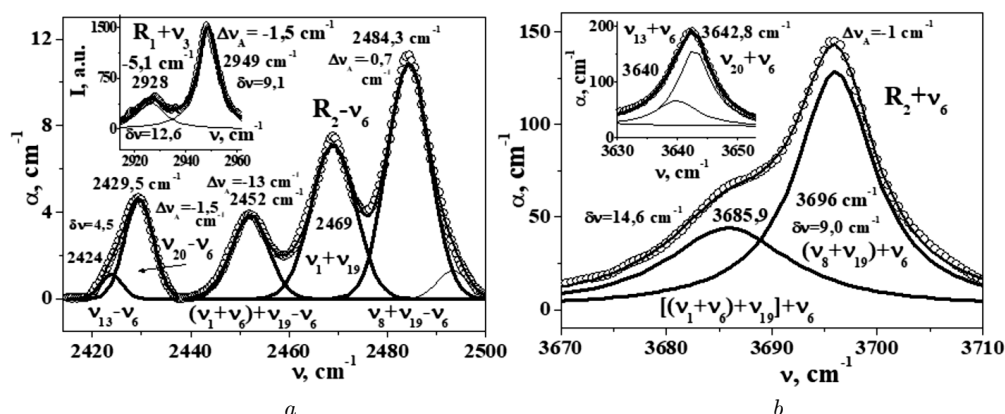 12
8
4
0
α, cm⁻¹
2420
2440
2460
2480
2500
ν, cm⁻¹
1500
750
0
I, a.u.
R₁+ν₃
Δν_A= -1,5 cm⁻¹
-5,1 cm⁻¹
2928
2949 cm⁻¹
δν=9,1
δν=12,6
ν, cm⁻¹
2920
2940
2960
2484,3 cm⁻¹
Δν_A=-0,7
cm⁻¹
R₂-ν₆
2429,5 cm⁻¹
Δν_A=-13 cm⁻¹
2452 cm⁻¹
δν=4,5
Δν_A=-1,5
cm⁻¹
2424
ν₂₀-ν₆
2469
ν₁+ν₁₉
ν₁₃-ν₆
(ν₁+ν₆)+ν₁₉-ν₆
ν₈+ν₁₉-ν₆
a
150
100
50
0
α, cm⁻¹
3670
3680
3690
3700
3710
ν, cm⁻¹
200
100
0
α, cm⁻¹
ν₁₃+ν₆
3642,8 cm⁻¹
3640
ν₂₀+ν₆
3630
3640
3650
ν, cm⁻¹
Δν_A=-1 cm⁻¹
R₂+ν₆
δν=14,6 cm⁻¹
3685,9
3696 cm⁻¹
δν=9,0 cm⁻¹
(ν₈+ν₁₉)+ν₆
[(ν₁+ν₆)+ν₁₉]+ν₆
b